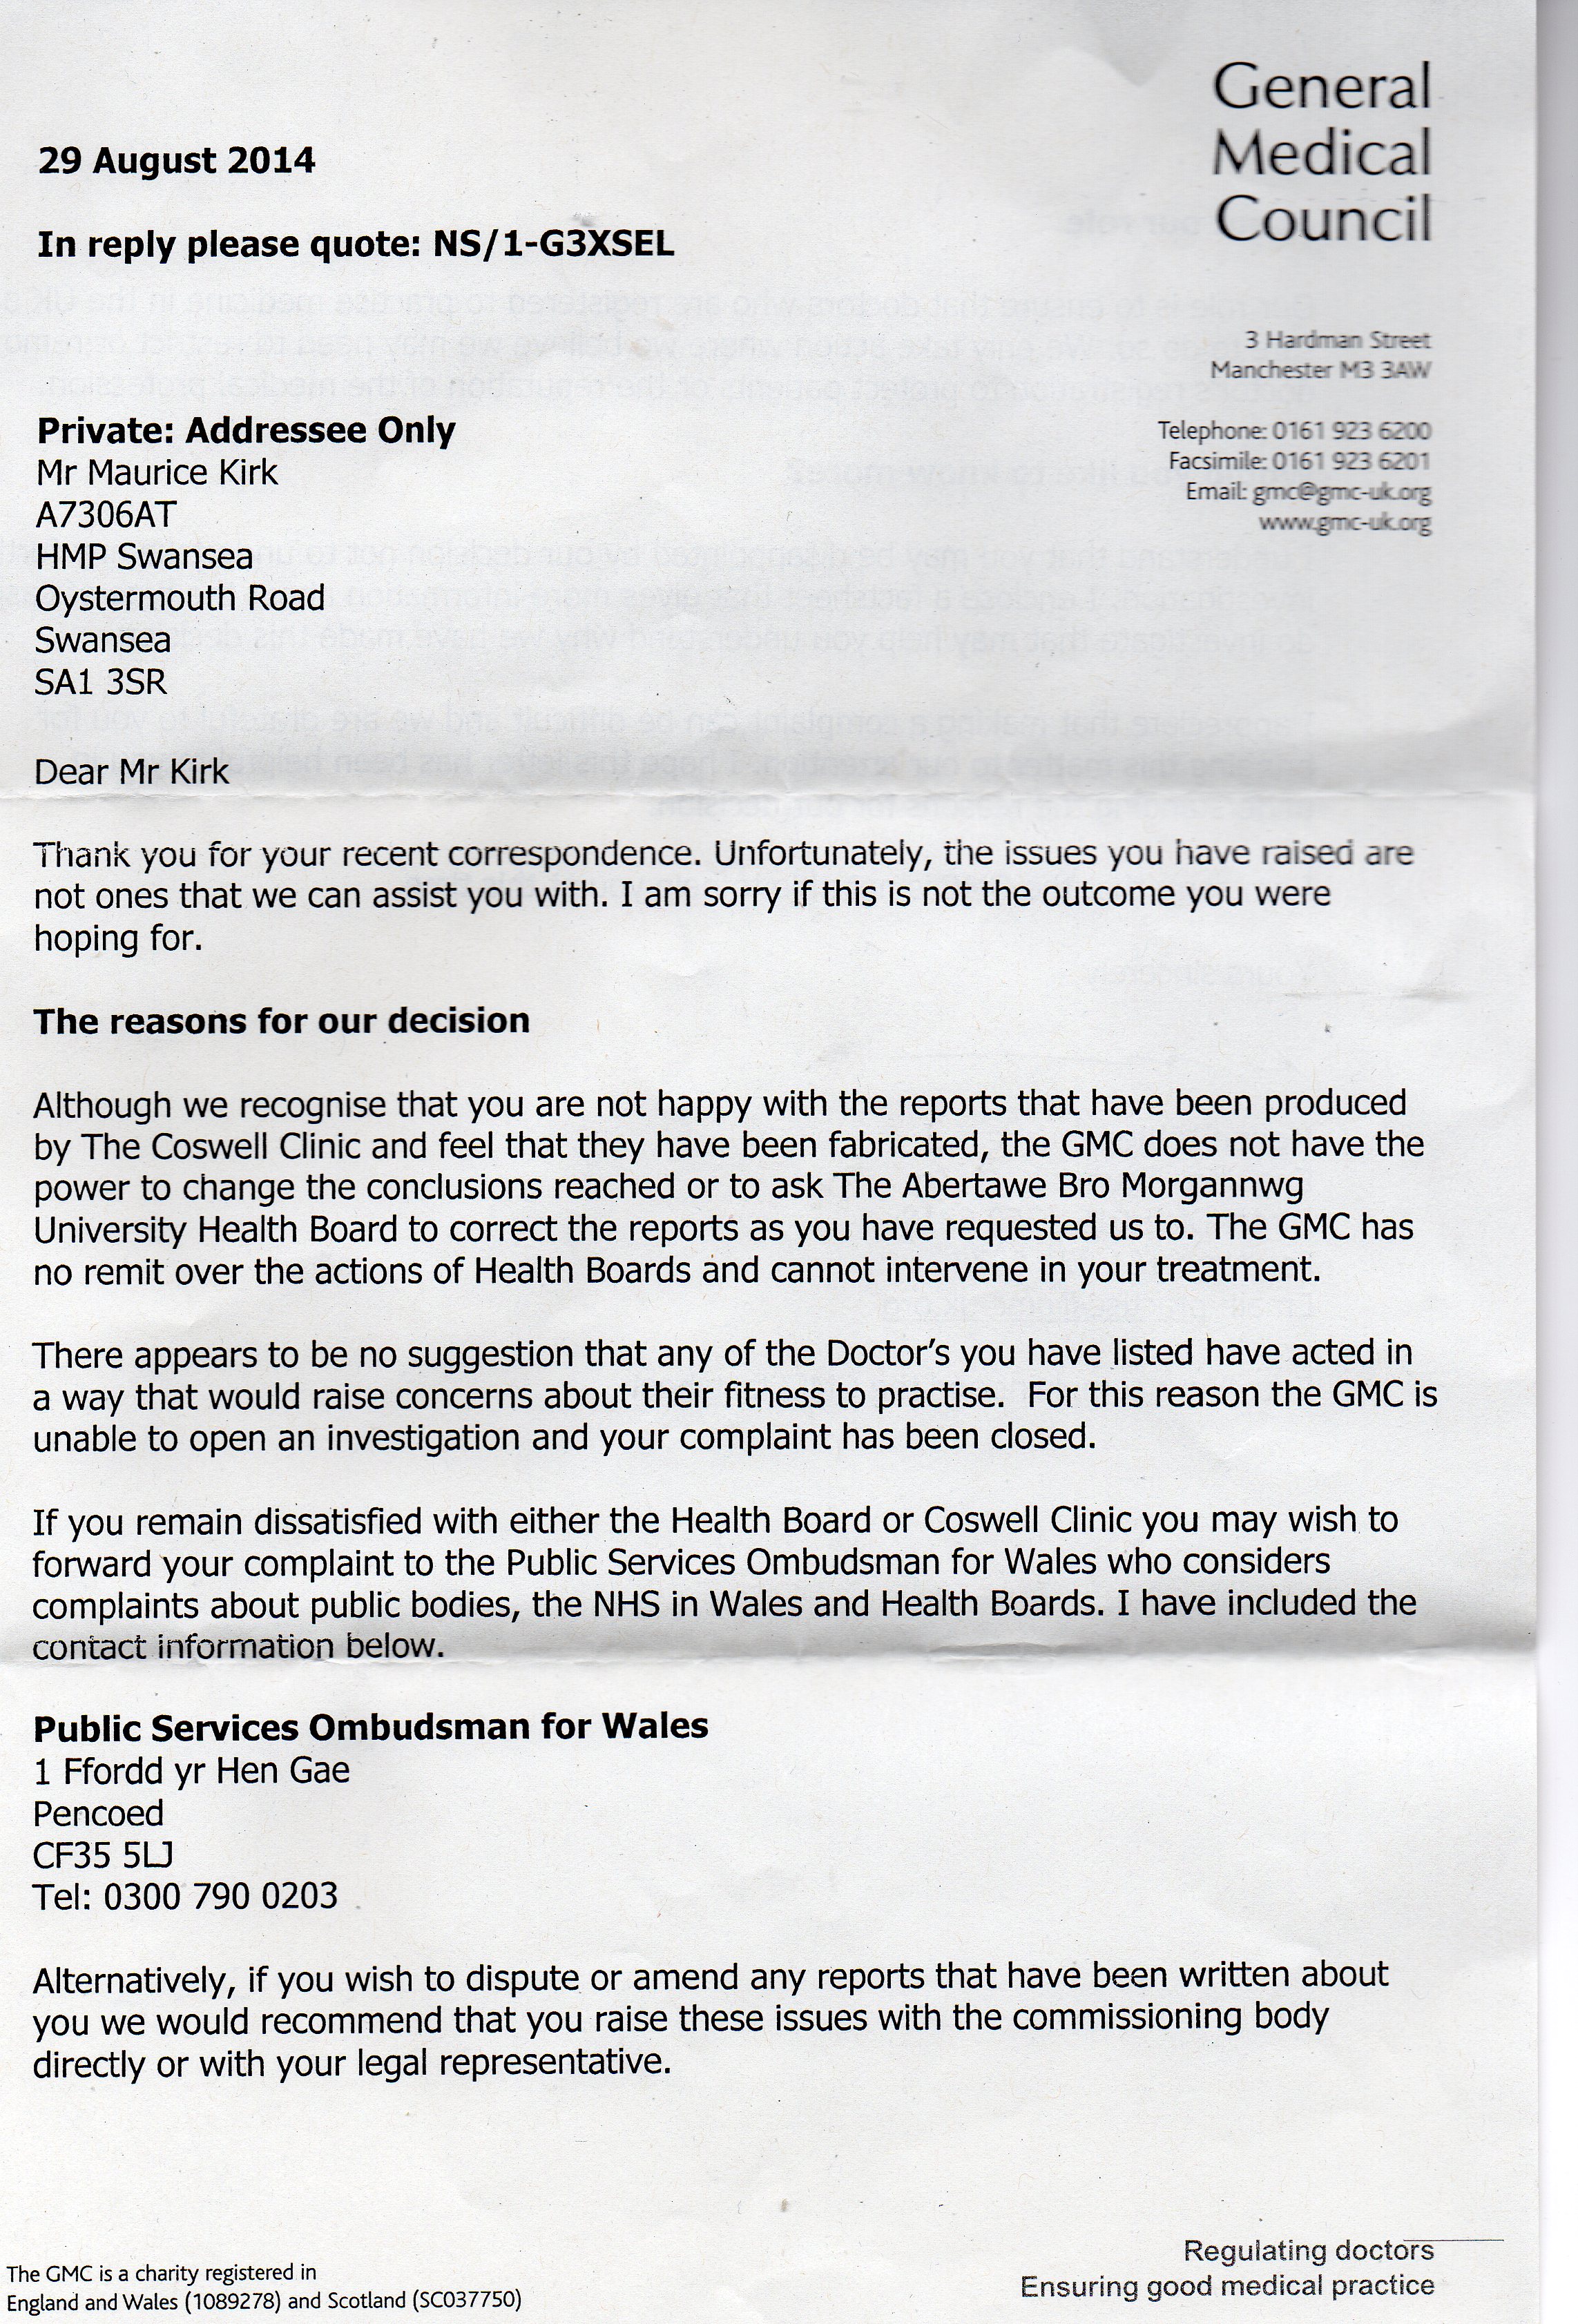 General
Medical
Council
29 August 2014
In reply please quote: NS/1-G3XSEL
3 Hardman Street
Manchester M3 3AW
Telephone: 0161 923 6200
Facsimile: 0161 923 6201
Email: gmc@gmc-uk.org
www.gmc-uk.org
Private: Addressee Only
Mr Maurice Kirk
A7306AT
HMP Swansea
Oystermouth Road
Swansea
SA1 3SR
Dear Mr Kirk
Thank you for your recent correspondence. Unfortunately, the issues you have raised are
not ones that we can assist you with. I am sorry if this is not the outcome you were
hoping for.
The reasons for our decision
Although we recognise that you are not happy with the reports that have been produced
by The Coswell Clinic and feel that they have been fabricated, the GMC does not have the
power to change the conclusions reached or to ask The Abertawe Bro Morgannwg
University Health Board to correct the reports as you have requested us to. The GMC has
no remit over the actions of Health Boards and cannot intervene in your treatment.
There appears to be no suggestion that any of the Doctor's you have listed have acted in
a way that would raise concerns about their fitness to practise.  For this reason the GMC is
unable to open an investigation and your complaint has been closed.
If you remain dissatisfied with either the Health Board or Coswell Clinic you may wish to
forward your complaint to the Public Services Ombudsman for Wales who considers
complaints about public bodies, the NHS in Wales and Health Boards. I have included the
contact information below.
Public Services Ombudsman for Wales
1 Ffordd yr Hen Gae
Pencoed
CF35 5LJ
Tel: 0300 790 0203
Alternatively, if you wish to dispute or amend any reports that have been written about
you we would recommend that you raise these issues with the commissioning body
directly or with your legal representative.
The GMC is a charity registered in
England and Wales (1089278) and Scotland (SC037750)
Regulating doctors
Ensuring good medical practice